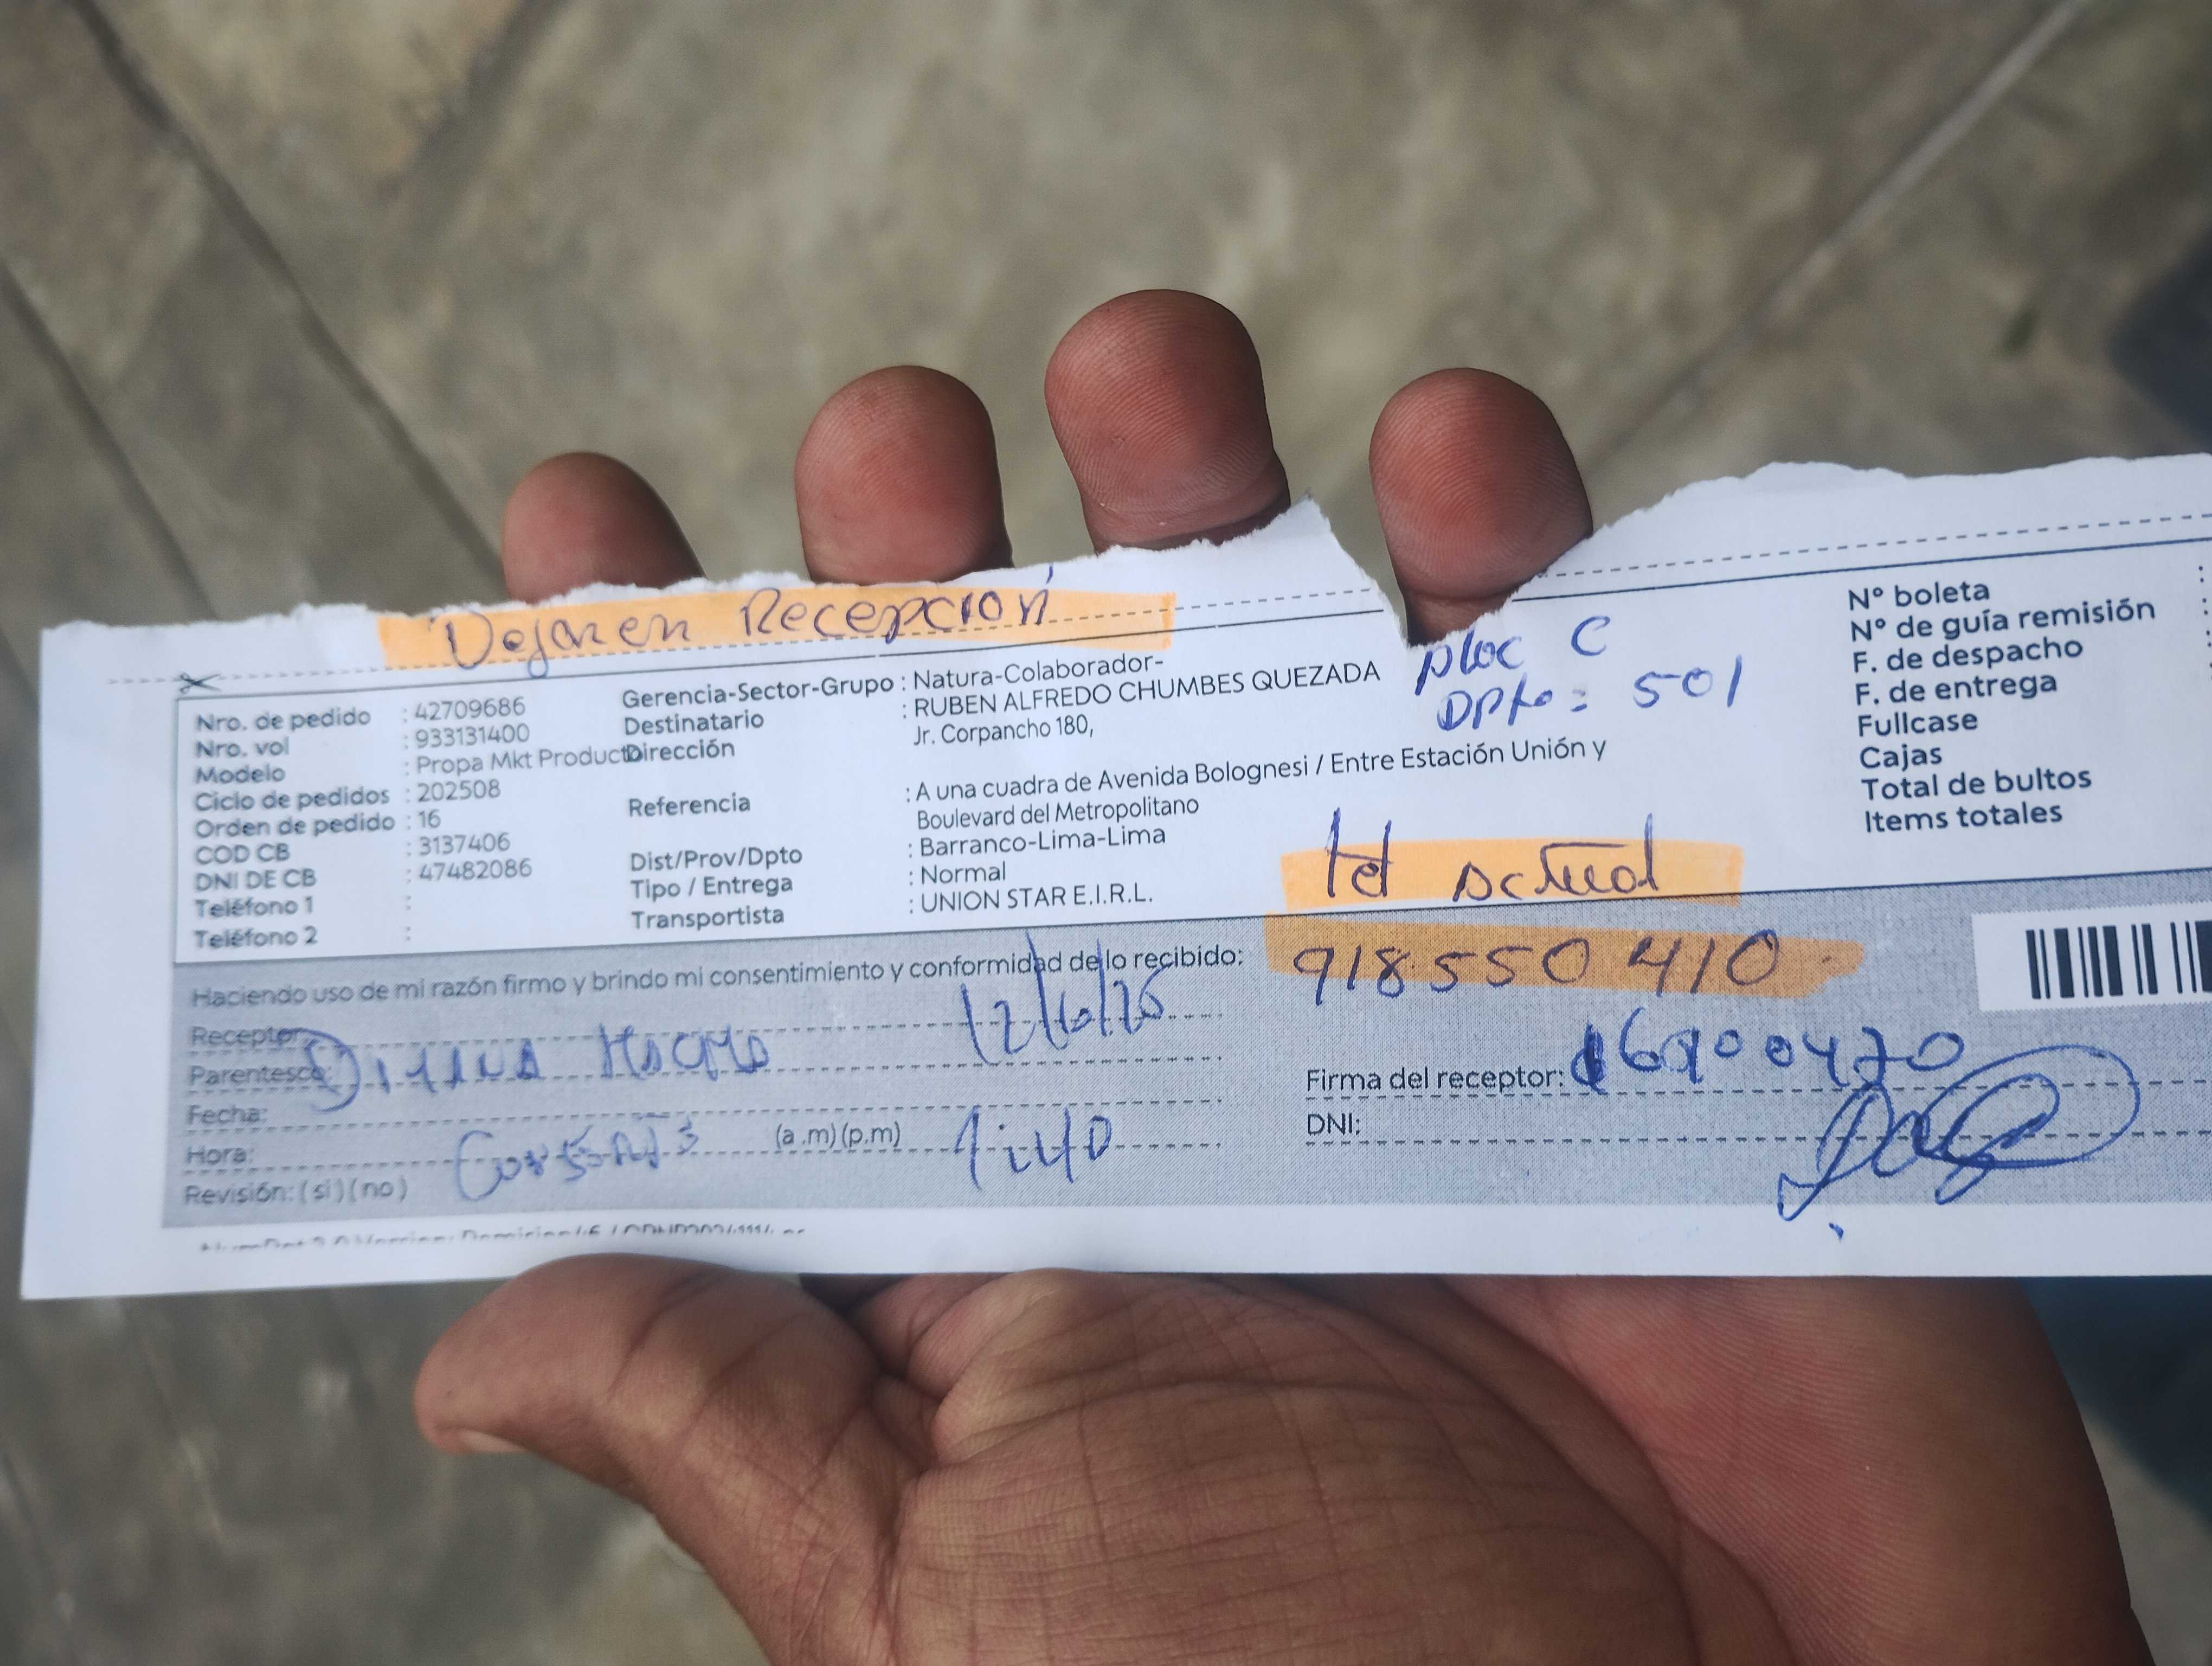 Dejar en Recepción
Nro. de pedido : 42709686
Nro. vol : 933131400
Modelo : Propa Mkt Producto
Ciclo de pedidos : 202508
Orden de pedido : 16
COD CB : 3137406
DNI DE CB : 47482086
Teléfono 1 :
Teléfono 2 :
Gerencia-Sector-Grupo : Natura-Colaborador-
Destinatario : RUBEN ALFREDO CHUMBES QUEZADA
Dirección Jr. Corpancho 180,
Referencia : A una cuadra de Avenida Bolognesi / Entre Estación Unión y
Boulevard del Metropolitano
Dist/Prov/Dpto : Barranco-Lima-Lima
Tipo / Entrega : Normal
Transportista : UNION STAR E.I.R.L.
C
Dpto : 501
Tel actual
918550410
N° boleta :
N° de guía remisión :
F. de despacho
F. de entrega
Fullcase
Cajas
Total de bultos
Items totales
Haciendo uso de mi razón firmo y brindo mi consentimiento y conformidad de lo recibido:
Receptor
Parentesco:
Fecha:
Hora: (a.m) (p.m)
Revisión: ( si ) ( no )
Firma del receptor:
DNI: